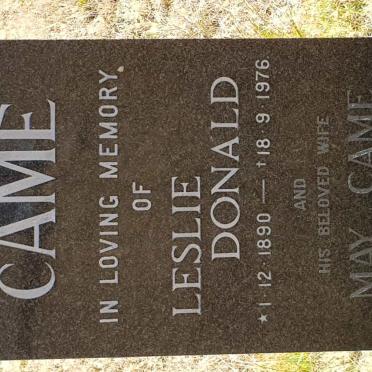 CAME
IN LOVING MEMORY
OF
LESLIE
DONALD
★1·12·1890 — †18·9·1976
AND
HIS BELOVED WIFE
MAY CAME